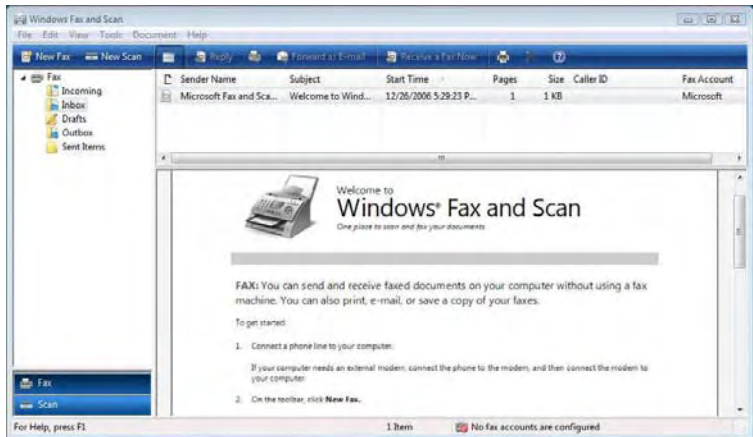 Windows Fax and Scan
File Edit View Tools Document Help
New Fax New Scan Reply Forward as E-mail Receive a Fax Now
Fax
Incoming
Inbox
Drafts
Outbox
Sent Items
Sender Name Subject Start Time Pages Size Caller ID Fax Account
Microsoft Fax and Sca... Welcome to Wind... 12/26/2006 5:29:23 P... 1 1 KB Microsoft
Welcome to
Windows® Fax and Scan
One place to scan and fax your documents
FAX: You can send and receive faxed documents on your computer without using a fax
machine. You can also print, e-mail, or save a copy of your faxes.
To get started:
1. Connect a phone line to your computer.
If your computer needs an external modem, connect the phone to the modem, and then connect the modem to
your computer.
2. On the toolbar, click New Fax.
Fax
Scan
For Help, press F1 1 Item No fax accounts are configured